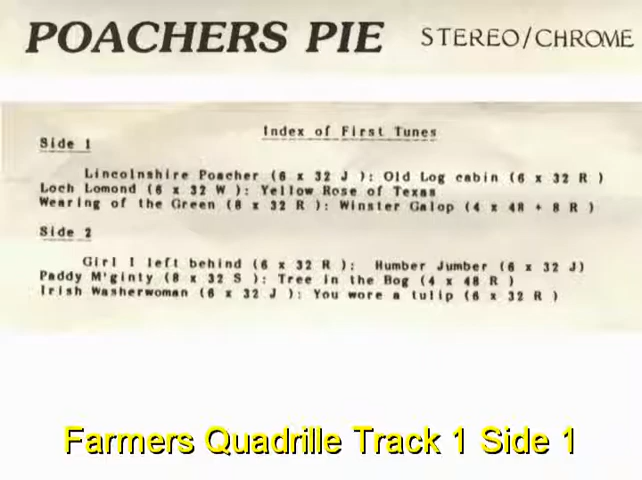 POACHERS PIE STEREO/CHROME
Index of First Tunes
Side 1
Lincolnshire Poacher (6 x 32 J ): Old Log cabin (6 x 32 R )
Loch Lomond (6 x 32 W ): Yellow Rose of Texas
Wearing of the Green (8 x 32 R ): Winster Galop (4 x 48 + 8 R )
Side 2
Girl I left behind (6 x 32 R ); Humber Jumber (6 x 32 J)
Paddy M'ginty (8 x 32 S ): Tree in the Bog (4 x 48 R )
Irish Washerwoman (6 x 32 J ): You wore a tulip (6 x 32 R )
Farmers Quadrille Track 1 Side 1